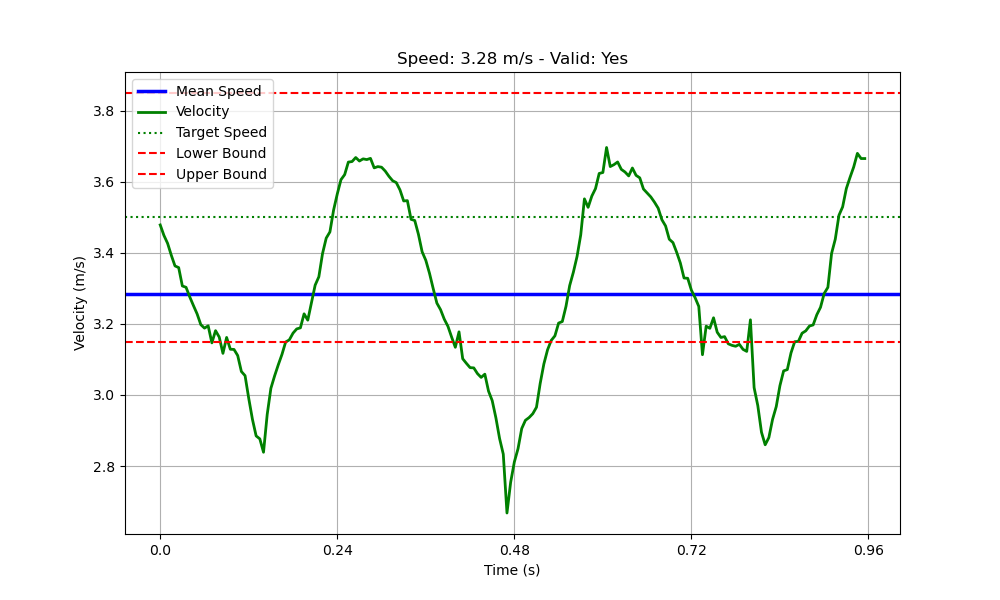 Speed: 3.28 m/s - Valid: Yes
Mean Speed
Velocity
Target Speed
Lower Bound
Upper Bound
Velocity (m/s)
3.8
3.6
3.4
3.2
3.0
2.8
0.0 0.24 0.48 0.72 0.96
Time (s)